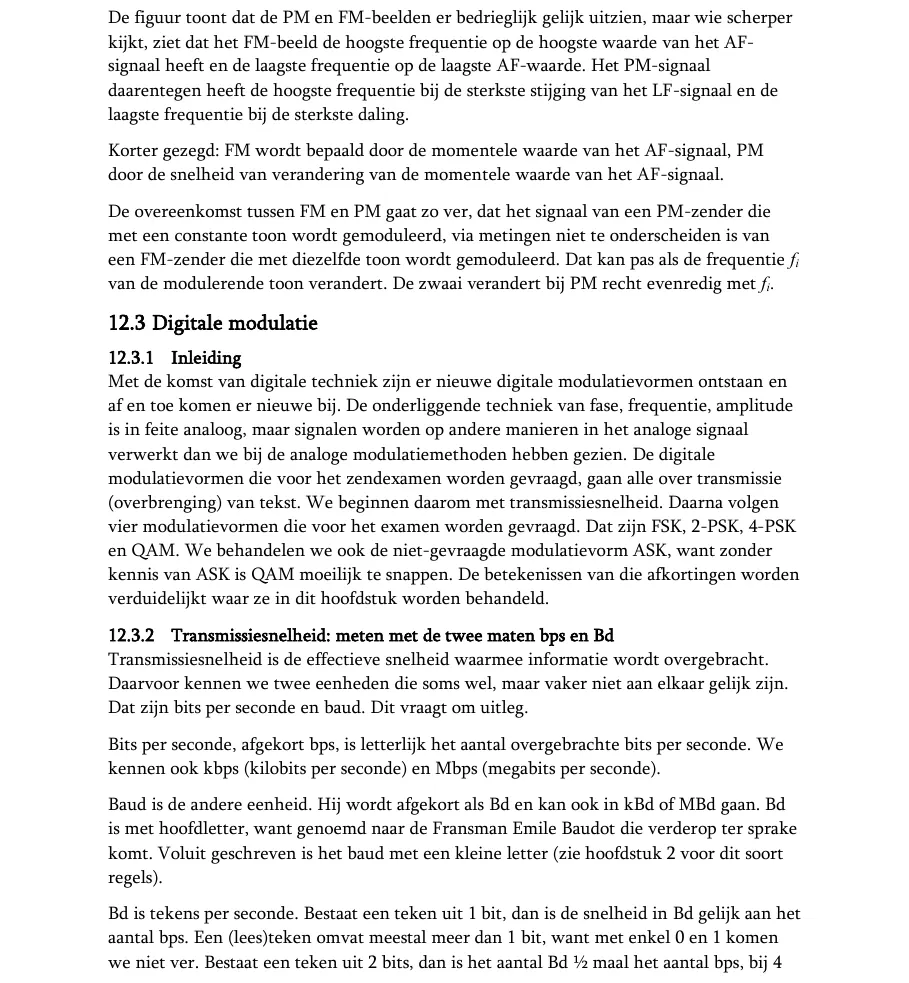 De figuur toont dat de PM en FM-beelden er bedrieglijk gelijk uitzien, maar wie scherper
kijkt, ziet dat het FM-beeld de hoogste frequentie op de hoogste waarde van het AF-
signaal heeft en de laagste frequentie op de laagste AF-waarde. Het PM-signaal
daarentegen heeft de hoogste frequentie bij de sterkste stijging van het LF-signaal en de
laagste frequentie bij de sterkste daling.
Korter gezegd: FM wordt bepaald door de momentele waarde van het AF-signaal, PM
door de snelheid van verandering van de momentele waarde van het AF-signaal.
De overeenkomst tussen FM en PM gaat zo ver, dat het signaal van een PM-zender die
met een constante toon wordt gemoduleerd, via metingen niet te onderscheiden is van
een FM-zender die met diezelfde toon wordt gemoduleerd. Dat kan pas als de frequentie fᵢ
van de modulerende toon verandert. De zwaai verandert bij PM recht evenredig met fᵢ.
12.3 Digitale modulatie
12.3.1 Inleiding
Met de komst van digitale techniek zijn er nieuwe digitale modulatievormen ontstaan en
af en toe komen er nieuwe bij. De onderliggende techniek van fase, frequentie, amplitude
is in feite analoog, maar signalen worden op andere manieren in het analoge signaal
verwerkt dan we bij de analoge modulatiemethoden hebben gezien. De digitale
modulatievormen die voor het zendexamen worden gevraagd, gaan alle over transmissie
(overbrenging) van tekst. We beginnen daarom met transmissiesnelheid. Daarna volgen
vier modulatievormen die voor het examen worden gevraagd. Dat zijn FSK, 2-PSK, 4-PSK
en QAM. We behandelen we ook de niet-gevraagde modulatievorm ASK, want zonder
kennis van ASK is QAM moeilijk te snappen. De betekenissen van die afkortingen worden
verduidelijkt waar ze in dit hoofdstuk worden behandeld.
12.3.2 Transmissiesnelheid: meten met de twee maten bps en Bd
Transmissiesnelheid is de effectieve snelheid waarmee informatie wordt overgebracht.
Daarvoor kennen we twee eenheden die soms wel, maar vaker niet aan elkaar gelijk zijn.
Dat zijn bits per seconde en baud. Dit vraagt om uitleg.
Bits per seconde, afgekort bps, is letterlijk het aantal overgebrachte bits per seconde. We
kennen ook kbps (kilobits per seconde) en Mbps (megabits per seconde).
Baud is de andere eenheid. Hij wordt afgekort als Bd en kan ook in kBd of MBd gaan. Bd
is met hoofdletter, want genoemd naar de Fransman Emile Baudot die verderop ter sprake
komt. Voluit geschreven is het baud met een kleine letter (zie hoofdstuk 2 voor dit soort
regels).
Bd is tekens per seconde. Bestaat een teken uit 1 bit, dan is de snelheid in Bd gelijk aan het
aantal bps. Een (lees)teken omvat meestal meer dan 1 bit, want met enkel 0 en 1 komen
we niet ver. Bestaat een teken uit 2 bits, dan is het aantal Bd ½ maal het aantal bps, bij 4